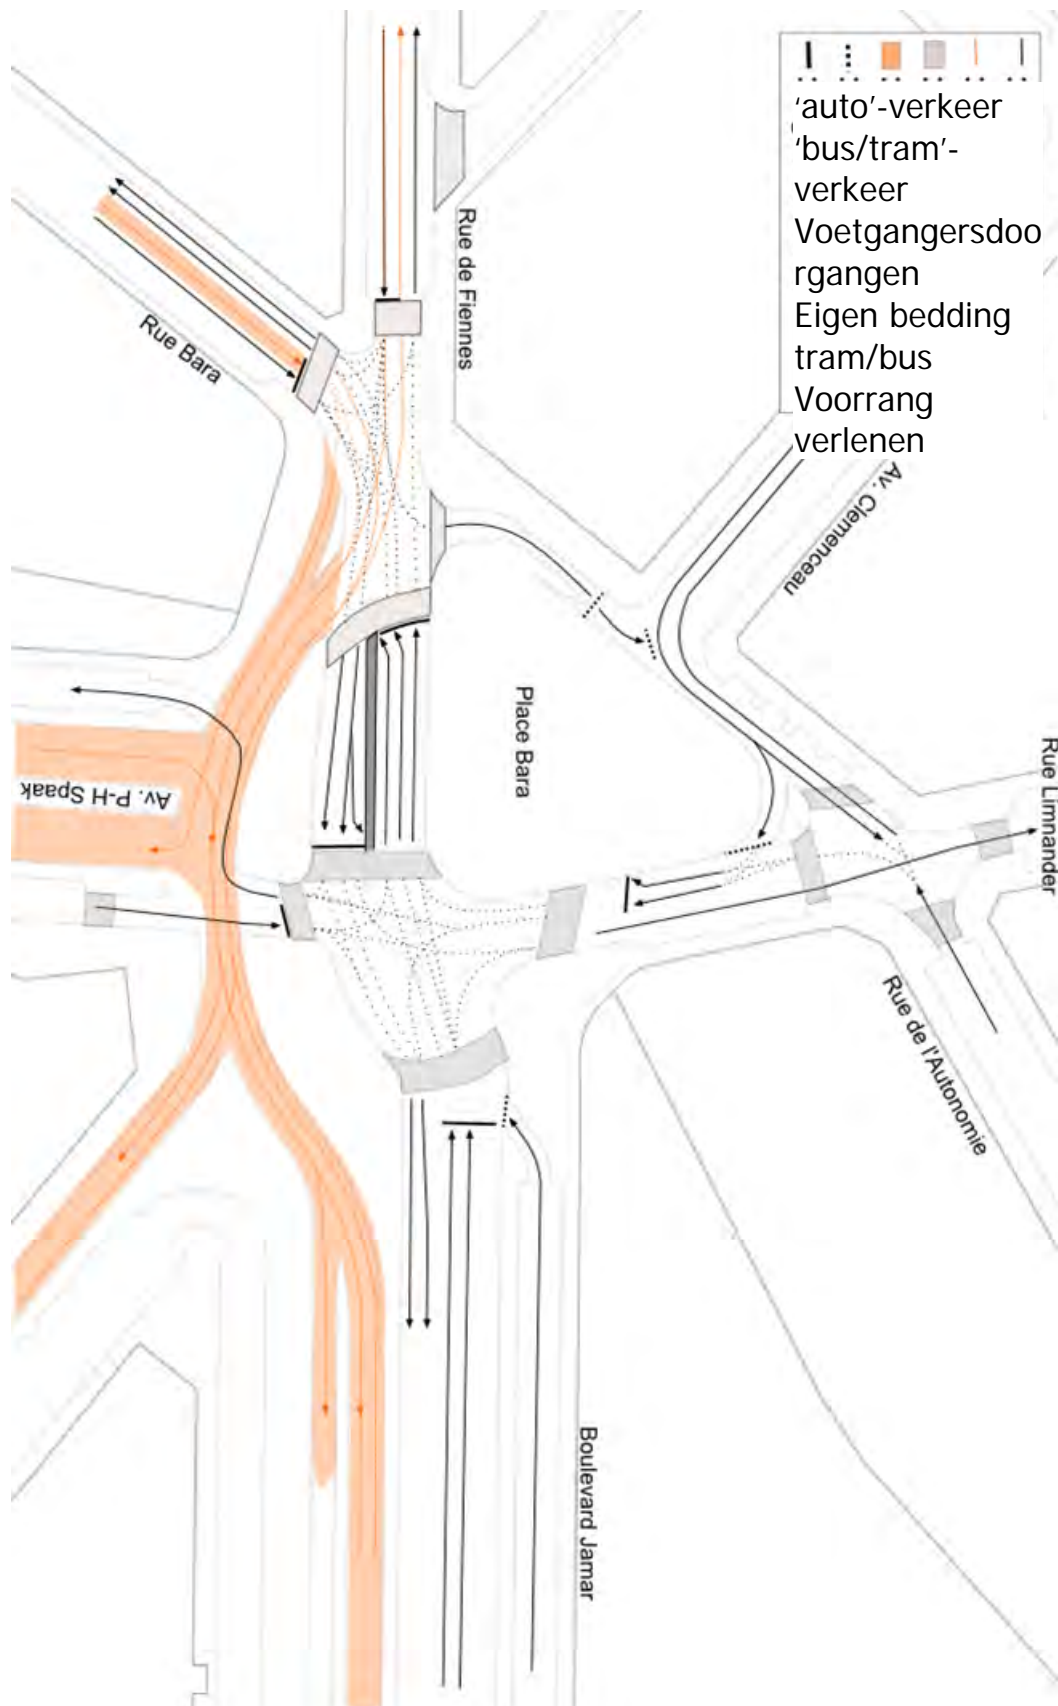 'auto'-verkeer
'bus/tram'-
verkeer
Voetgangersdoo
rgangen
Eigen bedding
tram/bus
Voorrang
verlenen
Rue de Fiennes
Rue Bara
Av. Clemenceau
Place Bara
Rue Limnander
Av. P-H Spaak
Rue de l'Autonomie
Boulevard Jamar